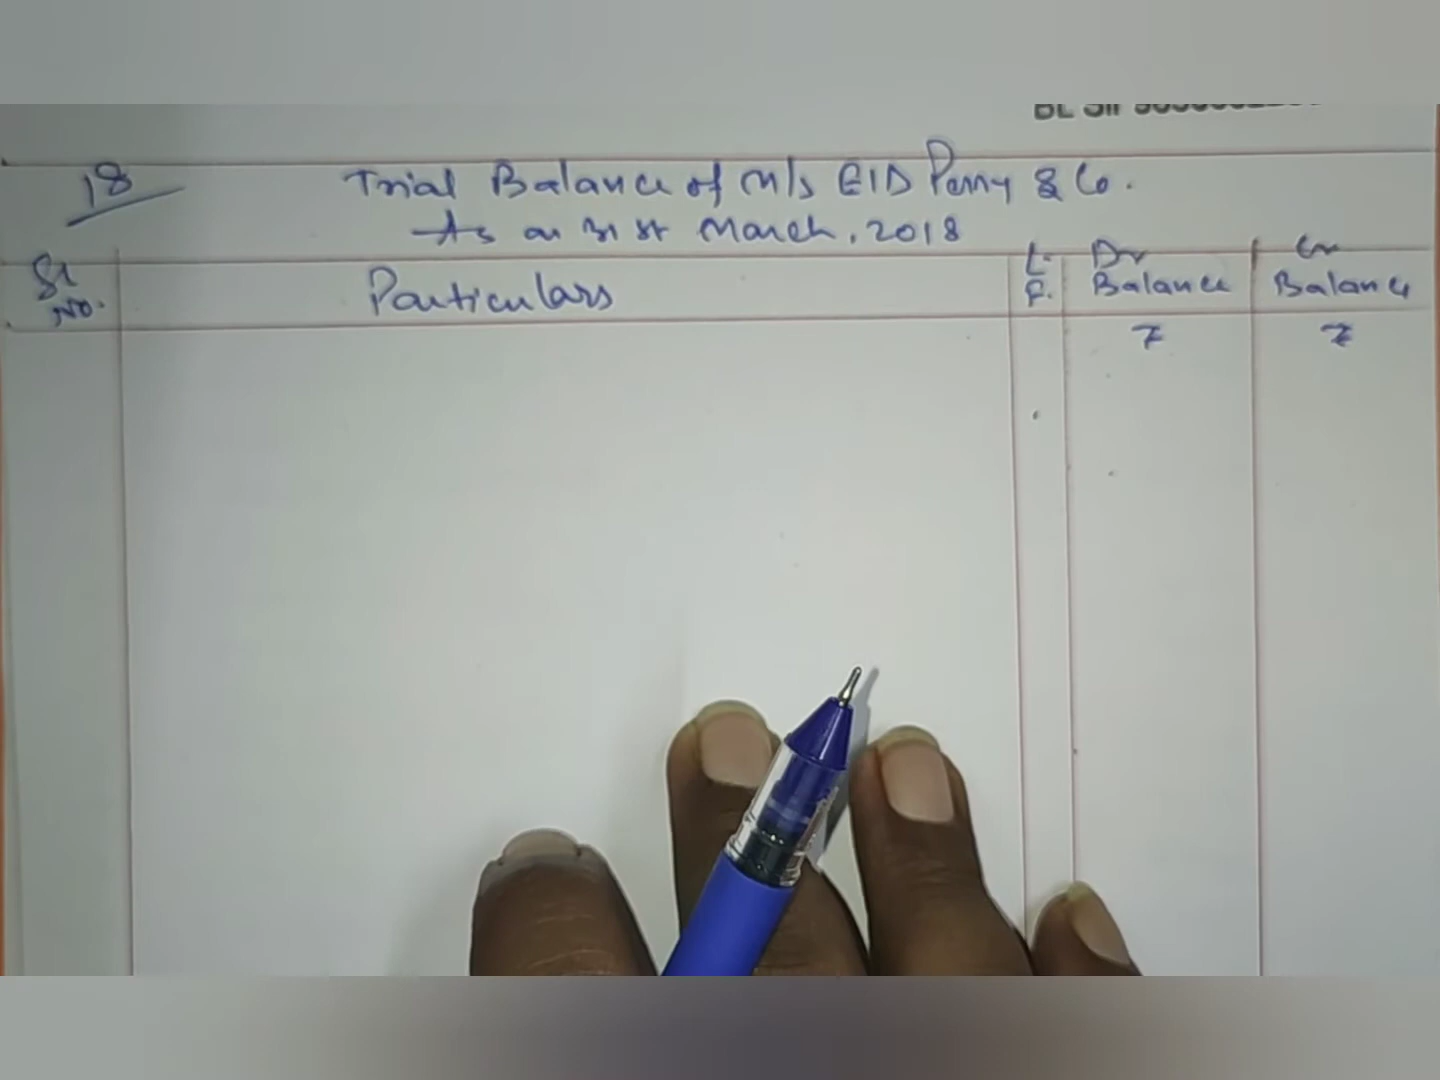 18 Trial Balance of M/s EID Parry & Co.
As on 31st March, 2018
Sl No. Particulars L.F. Dr Balance Cr Balance
₹ ₹